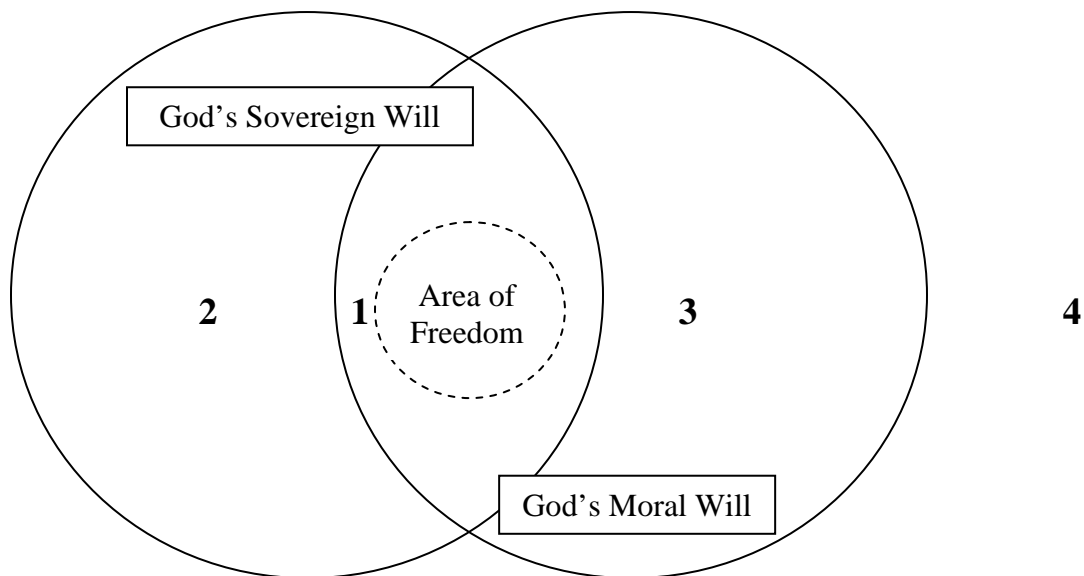 God’s Sovereign Will
2
1
Area of
Freedom
3
4
God’s Moral Will